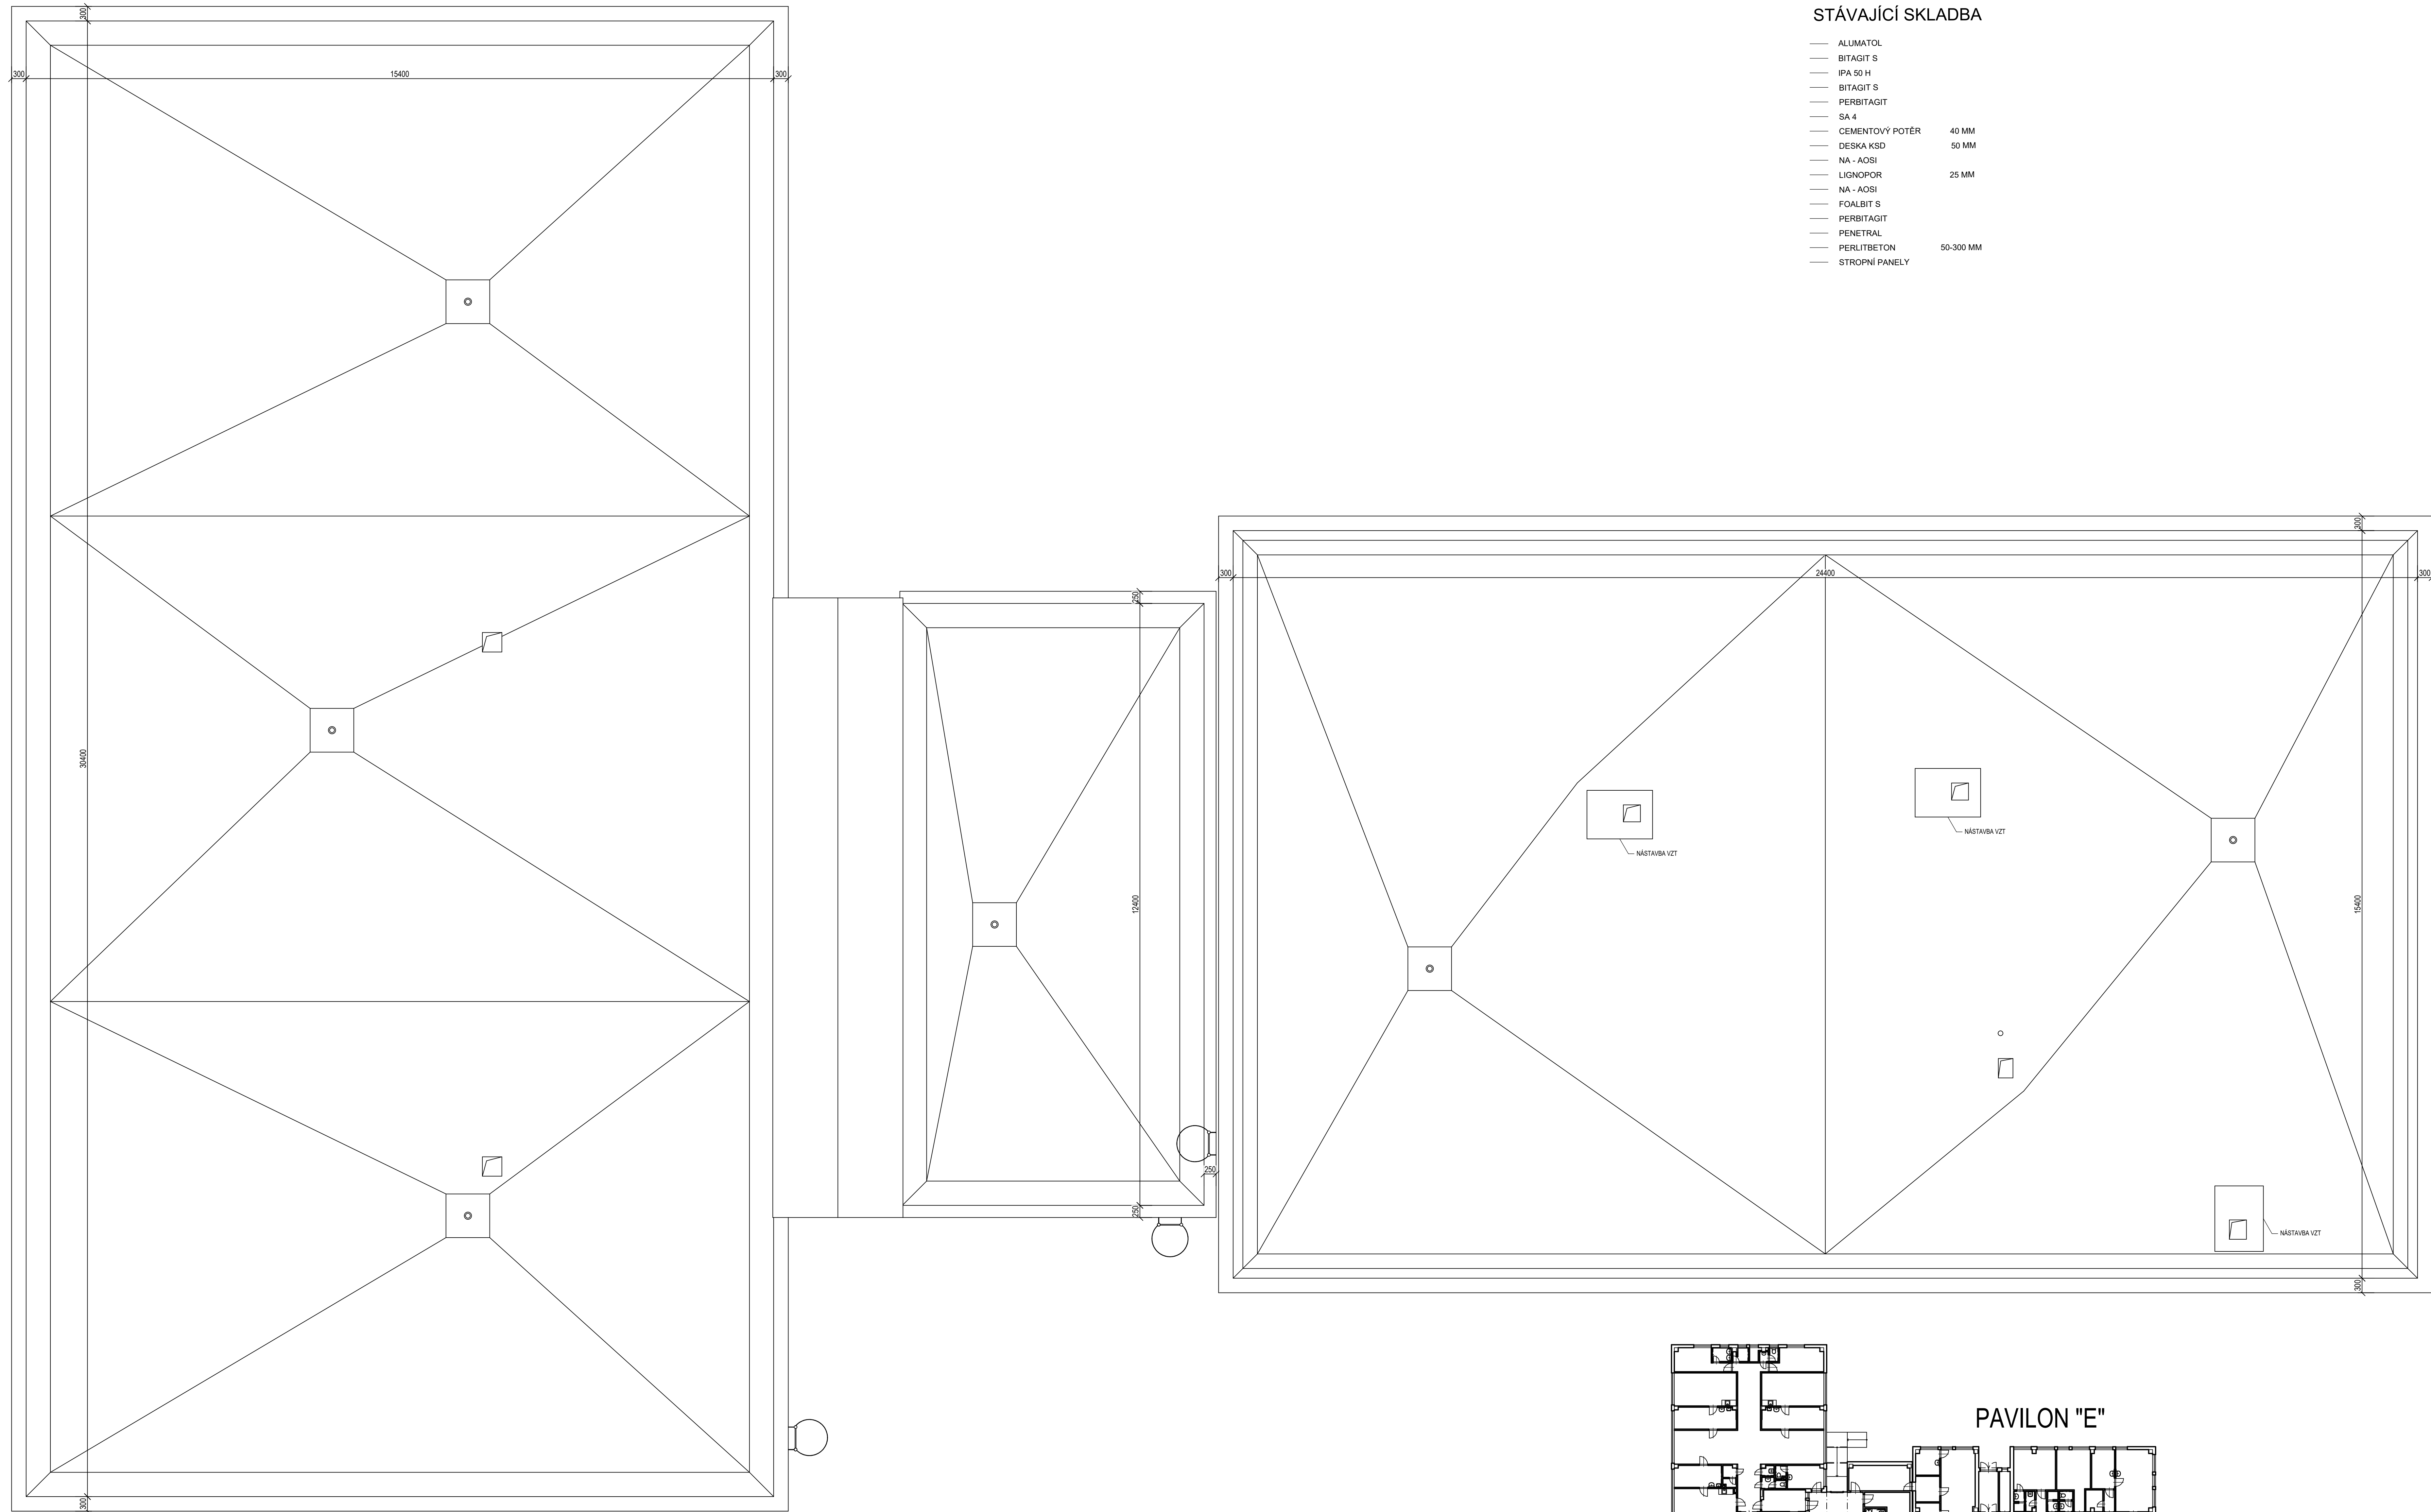 STÁVAJÍCÍ SKLADBA
ALUMATOL
BITAGIT S
IPA 50 H
BITAGIT S
PERBITAGIT
SA 4
CEMENTOVÝ POTĚR 40 MM
DESKA KSD 50 MM
NA - AOSI
LIGNOPOR 25 MM
NA - AOSI
FOALBIT S
PERBITAGIT
PENETRAL
PERLITBETON 50-300 MM
STROPNÍ PANELY
300
300
15400
300
30400
300
250
12400
250
250
300
24400
300
300
15400
300
NÁSTAVBA VZT
NÁSTAVBA VZT
NÁSTAVBA VZT
PAVILON "E"